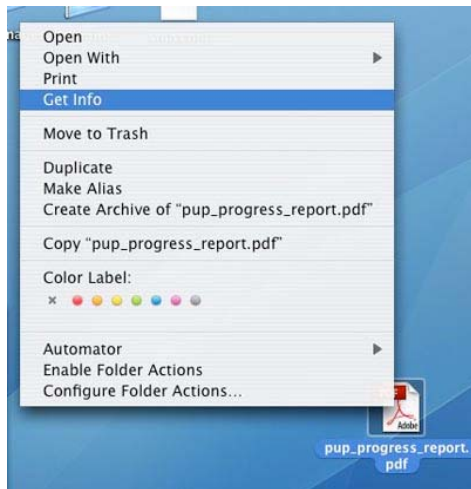 Open
Open With
Print
Get Info
Move to Trash
Duplicate
Make Alias
Create Archive of “pup_progress_report.pdf”
Copy “pup_progress_report.pdf”
Color Label:
Automator
Enable Folder Actions
Configure Folder Actions...
Adobe
pup_progress_report.
pdf